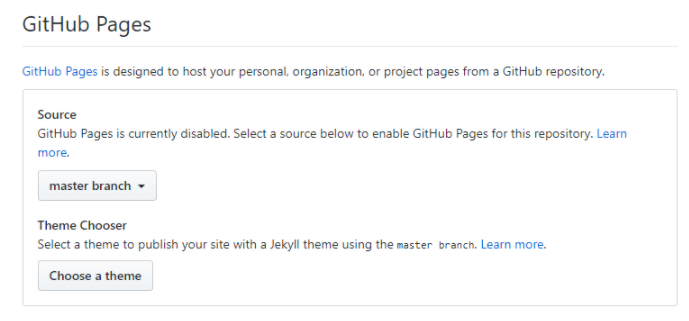 GitHub Pages
GitHub Pages is designed to host your personal, organization, or project pages from a GitHub repository.
Source
GitHub Pages is currently disabled. Select a source below to enable GitHub Pages for this repository. Learn
more.
master branch
Theme Chooser
Select a theme to publish your site with a Jekyll theme using the master branch. Learn more.
Choose a theme